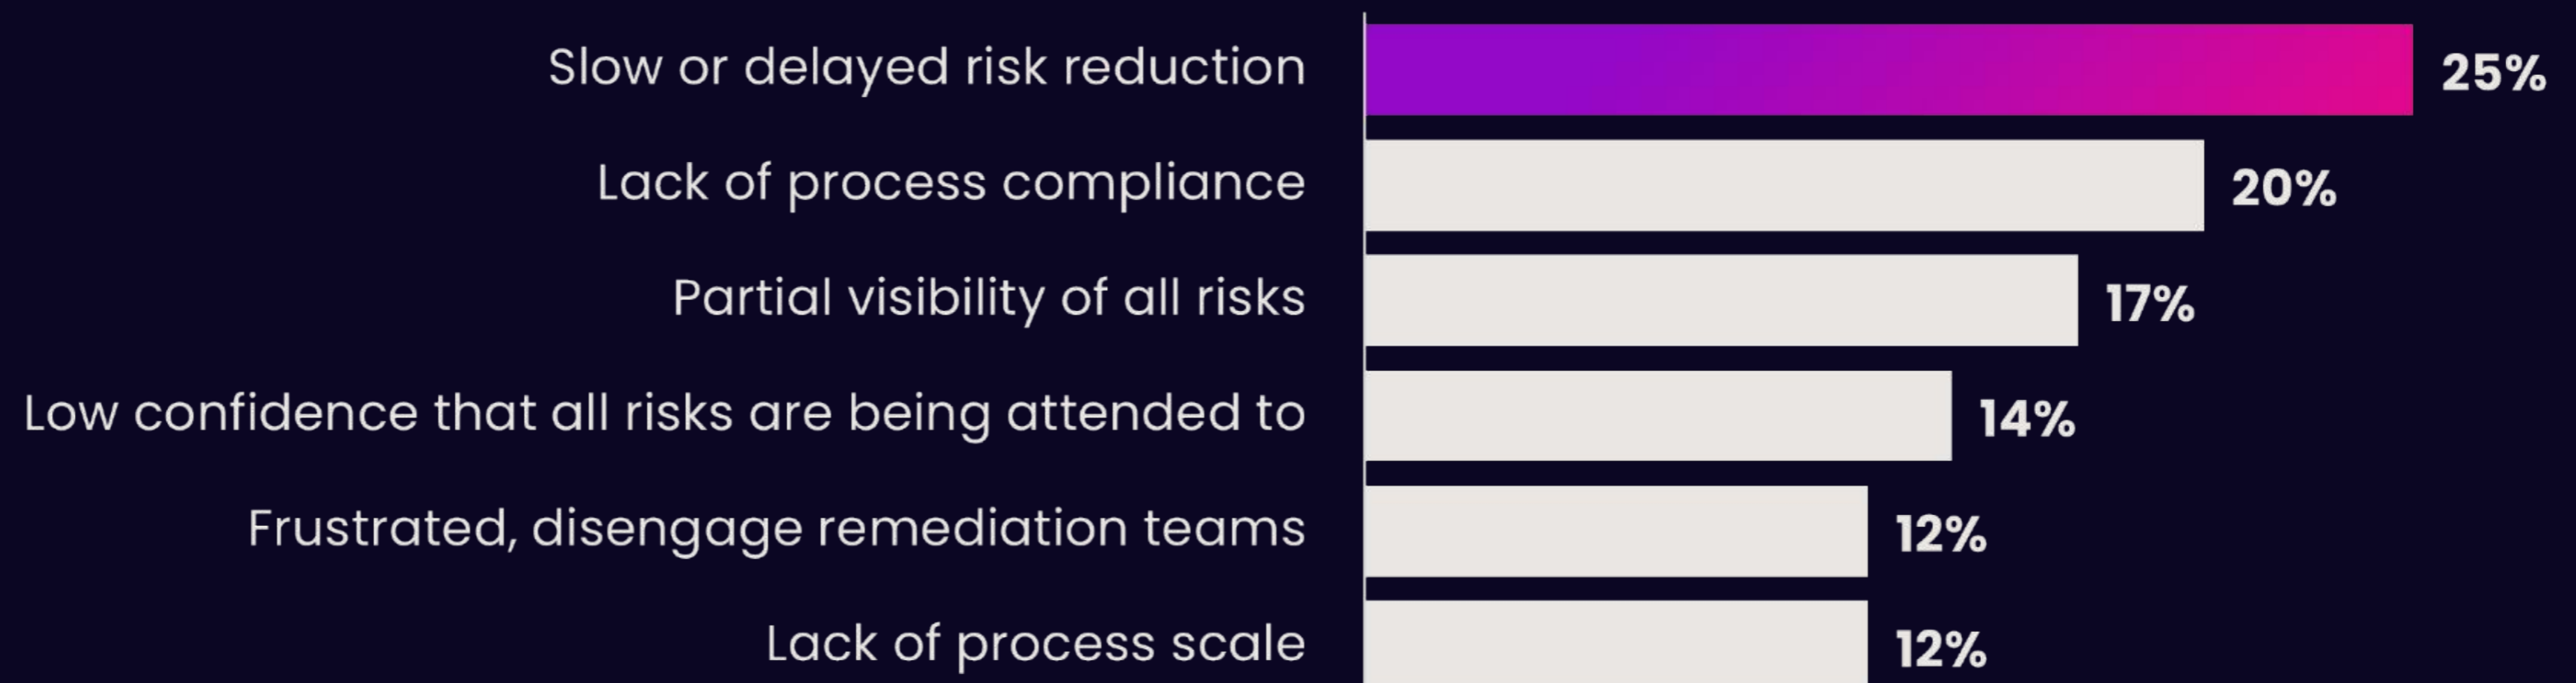 Slow or delayed risk reduction 25%
Lack of process compliance 20%
Partial visibility of all risks 17%
Low confidence that all risks are being attended to 14%
Frustrated, disengage remediation teams 12%
Lack of process scale 12%